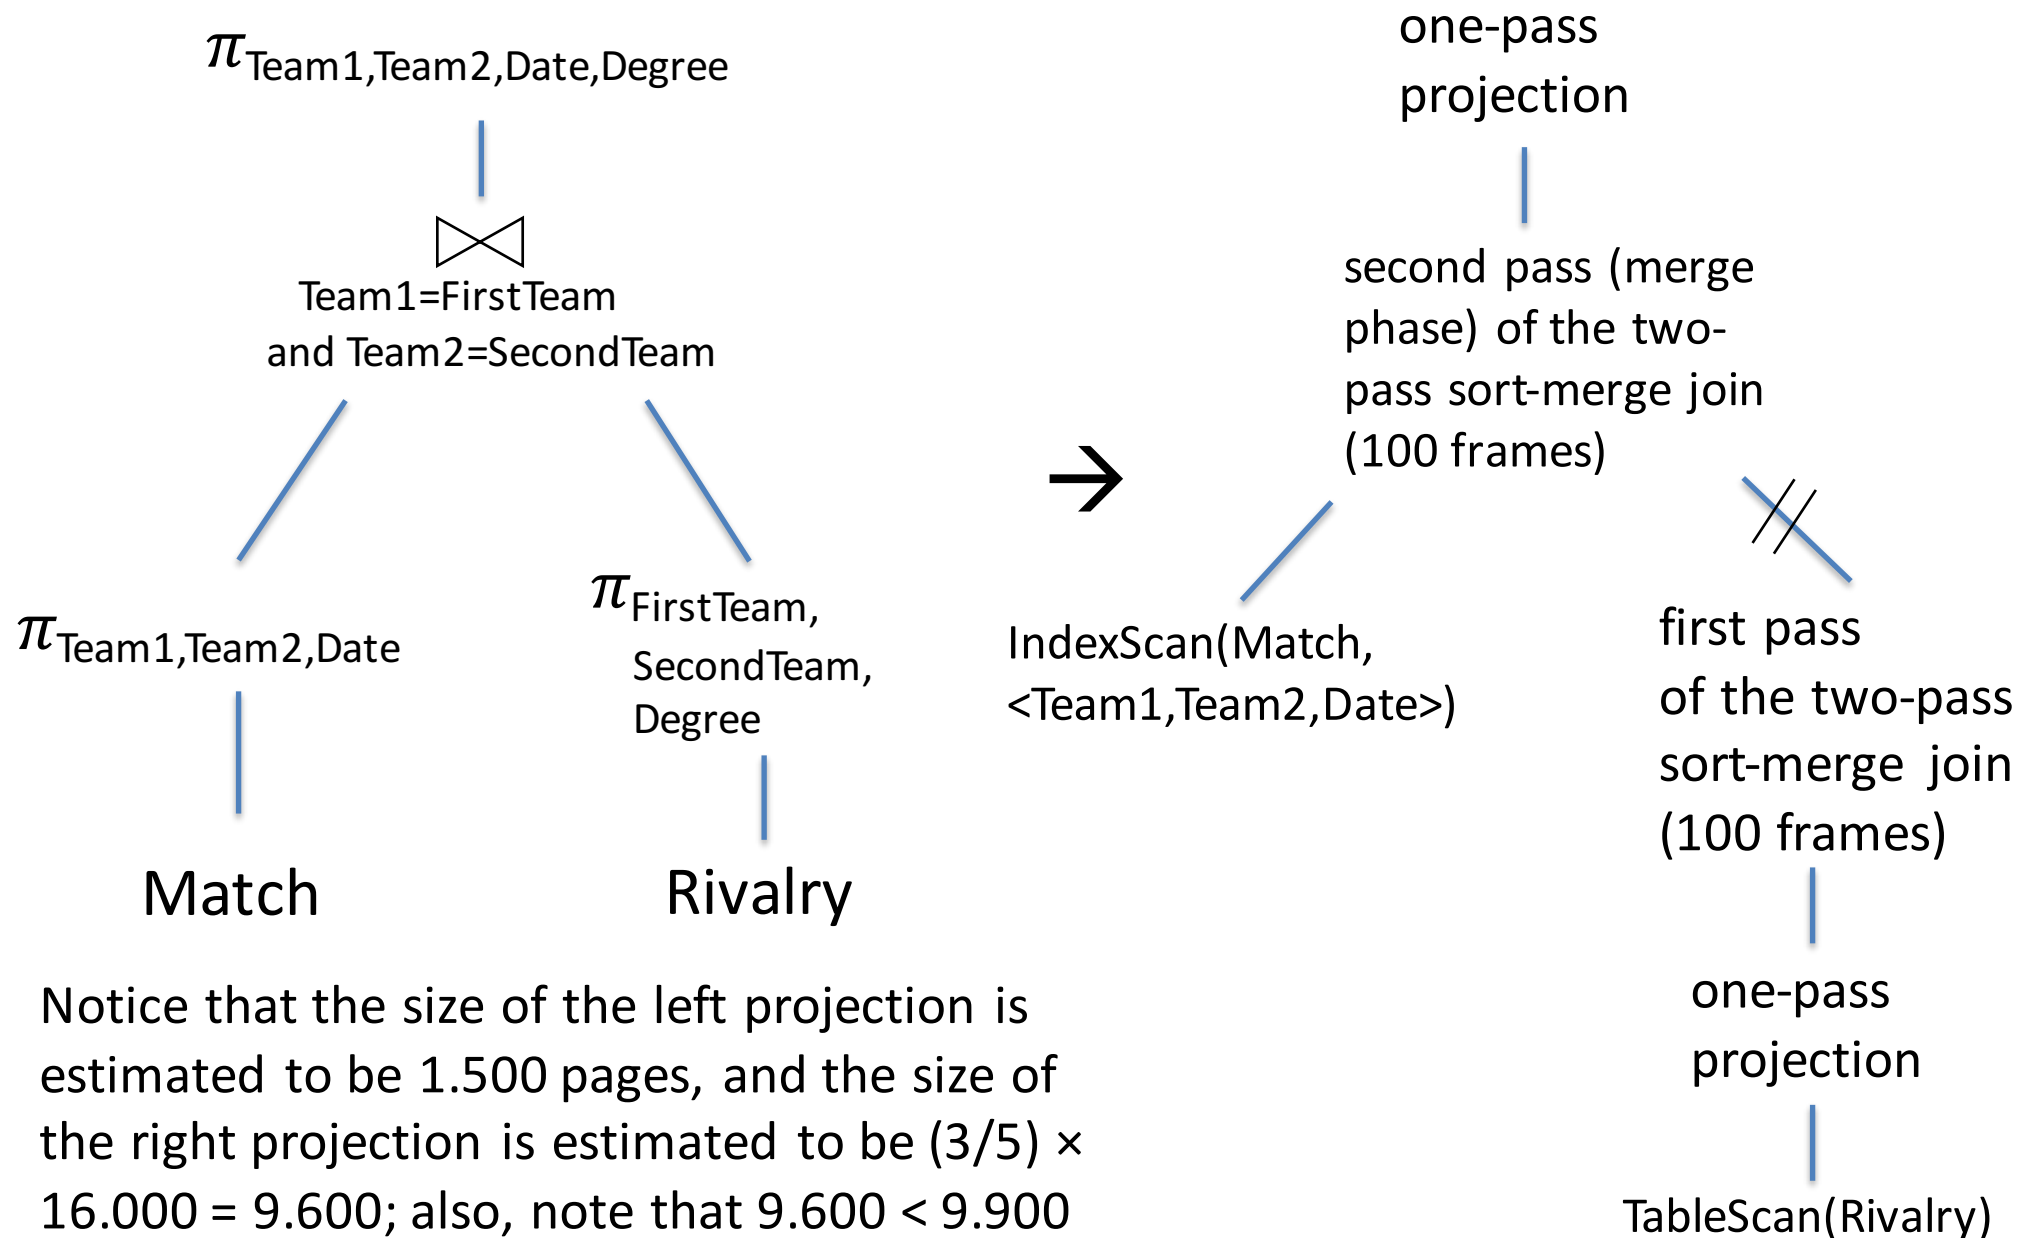 π Team1,Team2,Date,Degree
⋈
Team1=FirstTeam
and Team2=SecondTeam
π Team1,Team2,Date
π FirstTeam,
SecondTeam,
Degree
Match
Rivalry
Notice that the size of the left projection is
estimated to be 1.500 pages, and the size of
the right projection is estimated to be (3/5) ×
16.000 = 9.600; also, note that 9.600 < 9.900
→
one-pass
projection
second pass (merge
phase) of the two-
pass sort-merge join
(100 frames)
IndexScan(Match,
<Team1,Team2,Date>)
first pass
of the two-pass
sort-merge join
(100 frames)
one-pass
projection
TableScan(Rivalry)